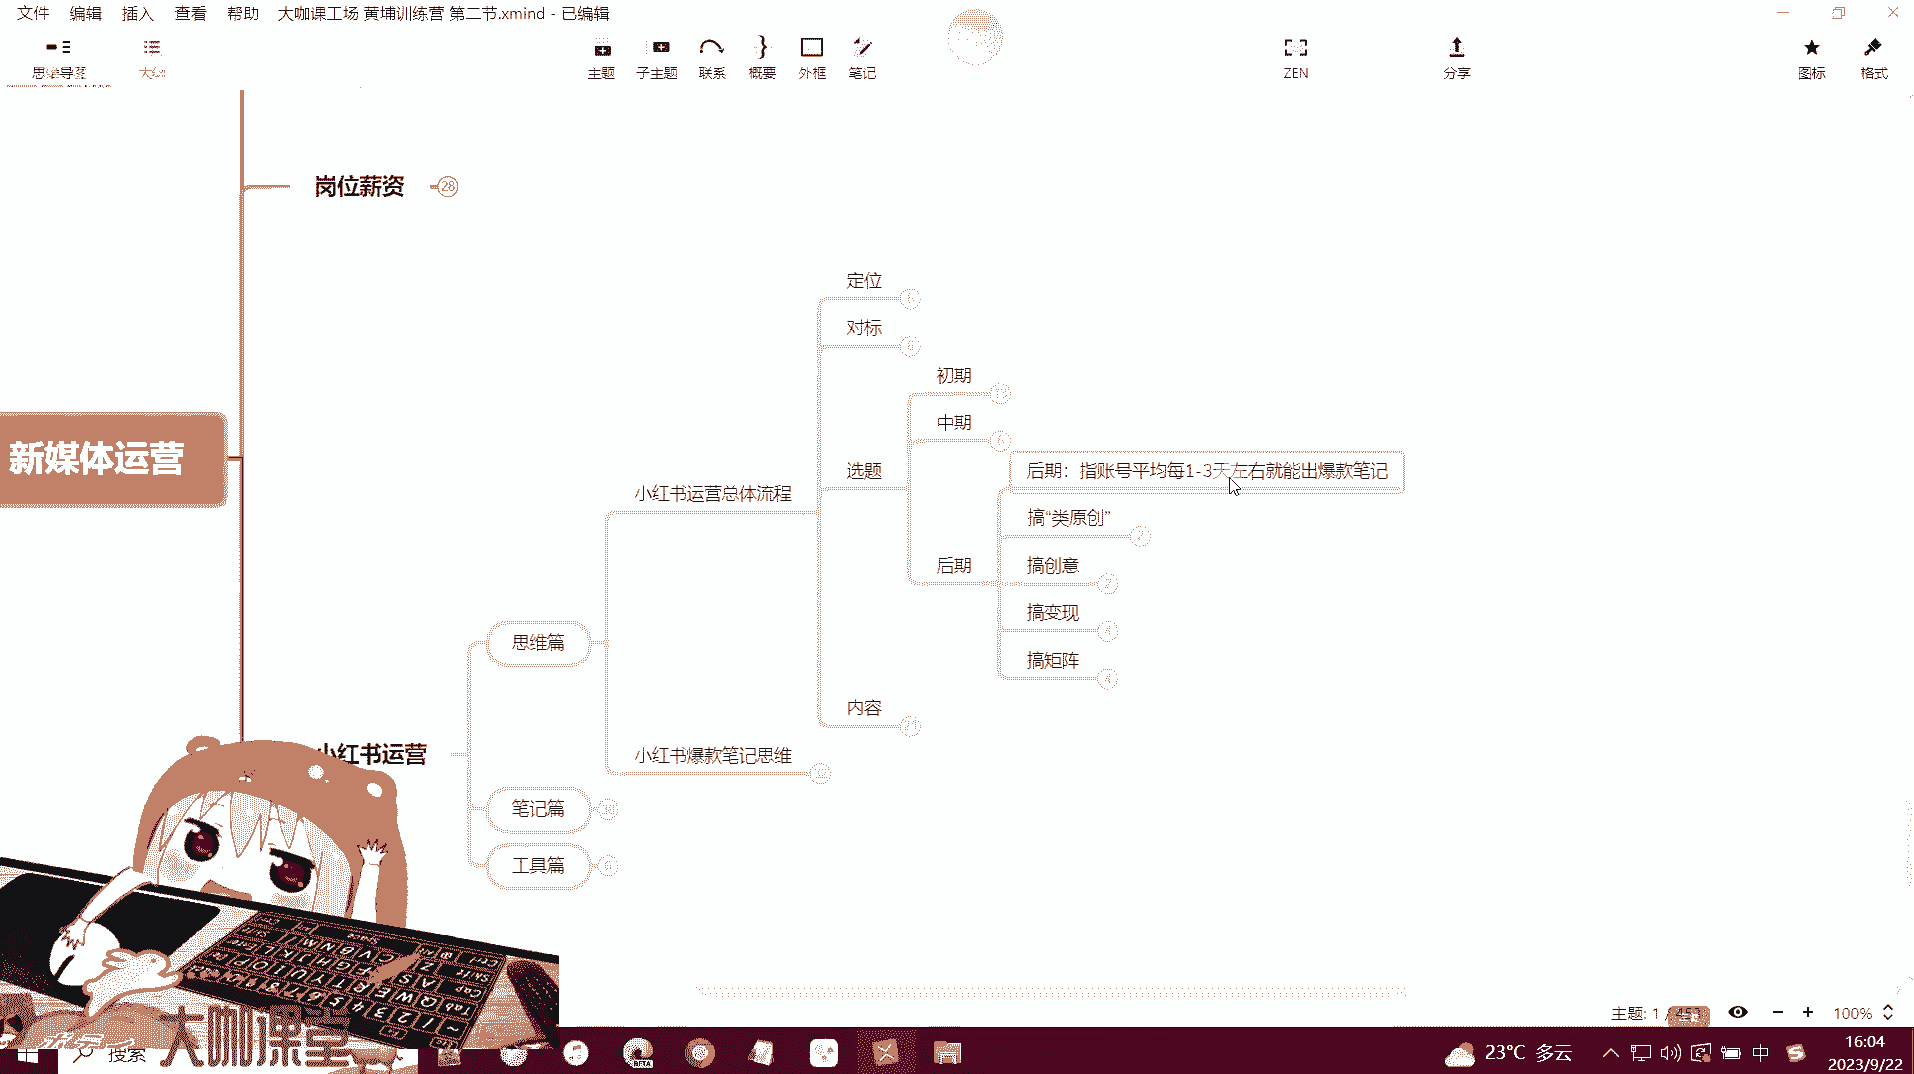 文件 编辑 插入 查看 帮助 大咖课工场 黄埔训练营 第二节.xmind - 已编辑
思维导图 大纲 主题 子主题 联系 概要 外框 笔记 ZEN 分享 图标 格式
岗位薪资 28
定位
对标
初期
中期
新媒体运营
选题
后期：指账号平均每1-3天左右就能出爆款笔记
小红书运营总体流程
搞“类原创” 2
后期
搞创意 2
搞变现 4
搞矩阵 4
思维篇
内容
小红书运营
小红书爆款笔记思维
笔记篇
工具篇
大咖课堂
主题: 1 / 453 100%
搜索
BETA
23°C 多云
中
16:04
2023/9/22